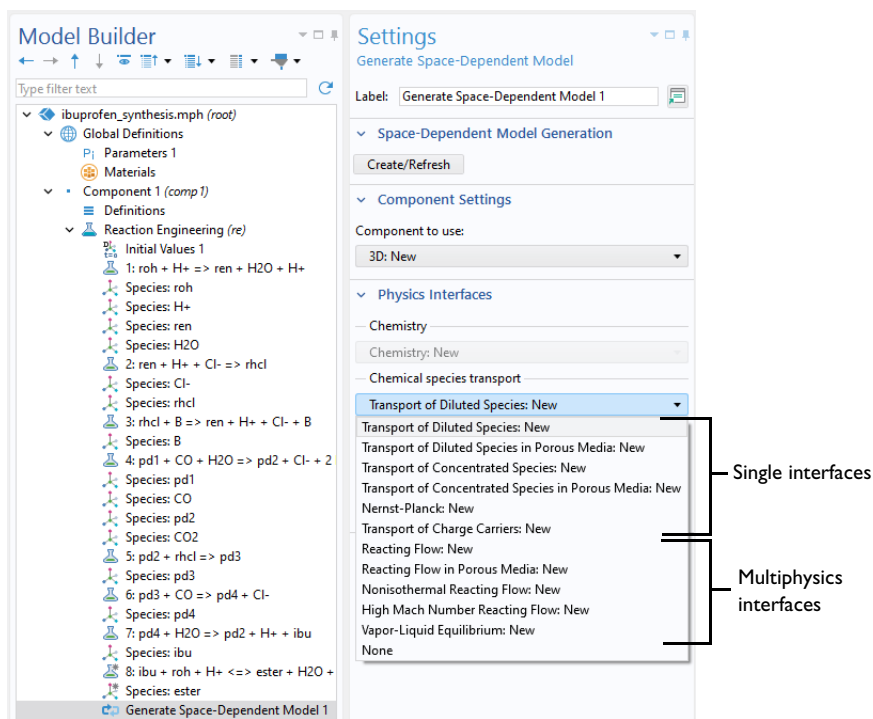 Model Builder
Type filter text
ibuprofen_synthesis.mph (root)
Global Definitions
Pi Parameters 1
Materials
Component 1 (comp1)
Definitions
Reaction Engineering (re)
D t=0 Initial Values 1
1: roh + H+ => ren + H2O + H+
Species: roh
Species: H+
Species: ren
Species: H2O
2: ren + H+ + Cl- => rhcl
Species: Cl-
Species: rhcl
3: rhcl + B => ren + H+ + Cl- + B
Species: B
4: pd1 + CO + H2O => pd2 + Cl- + 2
Species: pd1
Species: CO
Species: pd2
Species: CO2
5: pd2 + rhcl => pd3
Species: pd3
6: pd3 + CO => pd4 + Cl-
Species: pd4
7: pd4 + H2O => pd2 + H+ + ibu
Species: ibu
8: ibu + roh + H+ <=> ester + H2O +
Species: ester
Generate Space-Dependent Model 1
Settings
Generate Space-Dependent Model
Label: Generate Space-Dependent Model 1
Space-Dependent Model Generation
Create/Refresh
Component Settings
Component to use:
3D: New
Physics Interfaces
Chemistry
Chemistry: New
Chemical species transport
Transport of Diluted Species: New
Transport of Diluted Species: New
Transport of Diluted Species in Porous Media: New
Transport of Concentrated Species: New
Transport of Concentrated Species in Porous Media: New
Nernst-Planck: New
Transport of Charge Carriers: New
Reacting Flow: New
Reacting Flow in Porous Media: New
Nonisothermal Reacting Flow: New
High Mach Number Reacting Flow: New
Vapor-Liquid Equilibrium: New
None
Single interfaces
Multiphysics
interfaces